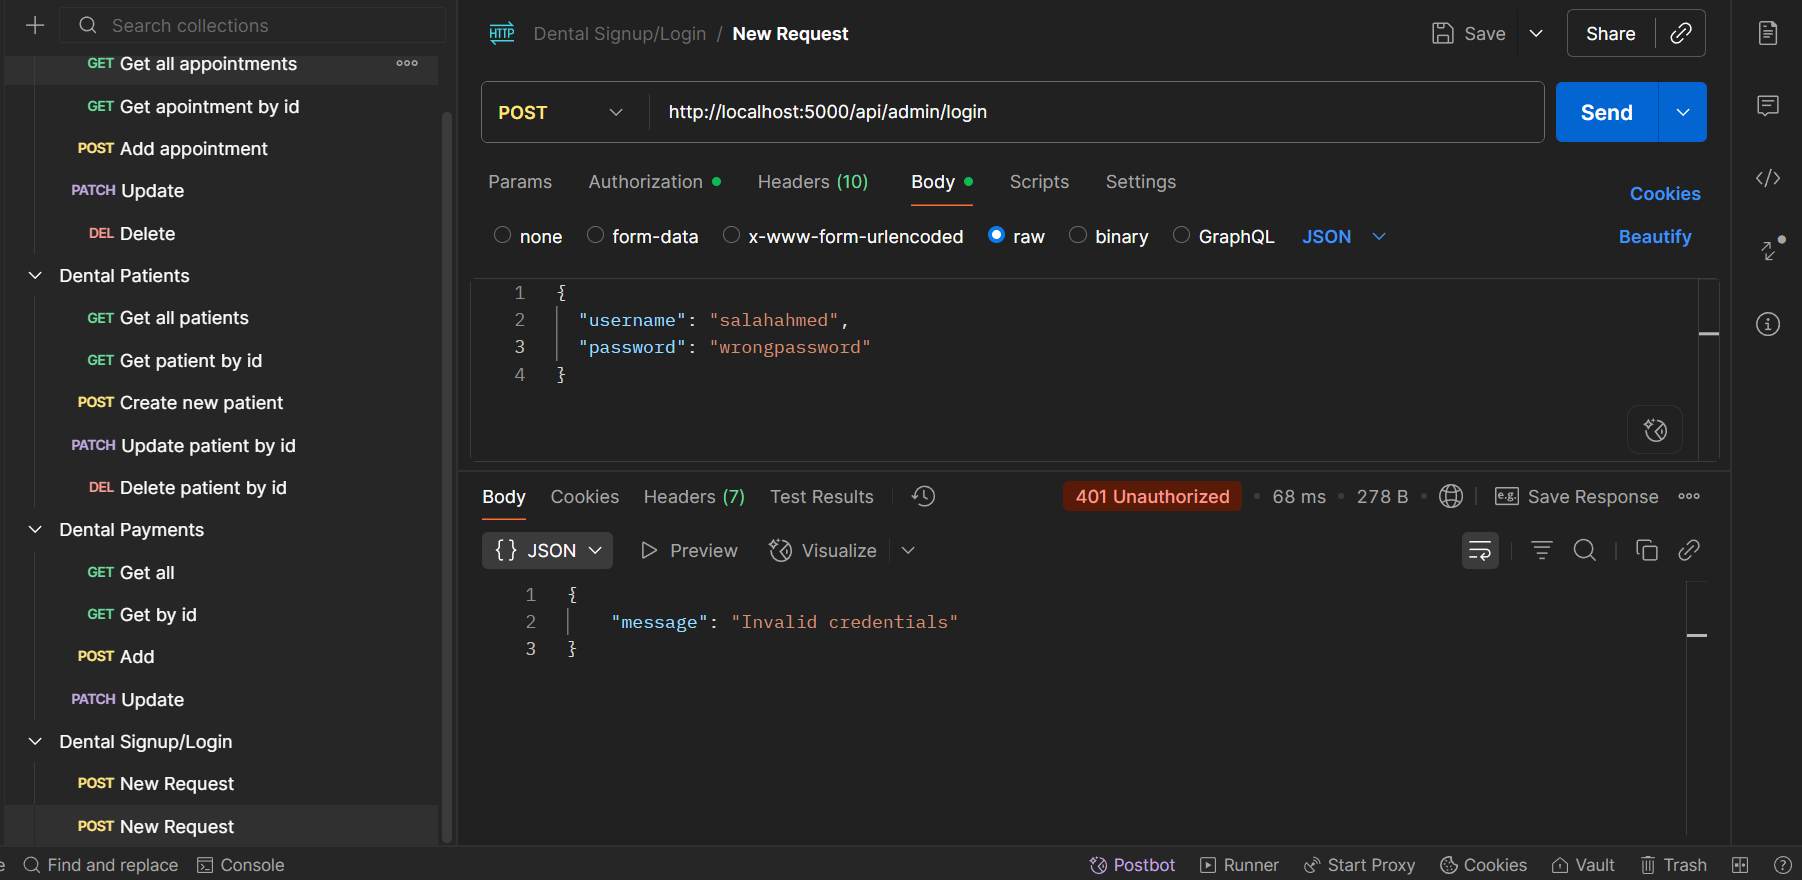 Search collections
GET Get all appointments
GET Get apointment by id
POST Add appointment
PATCH Update
DEL Delete
Dental Patients
GET Get all patients
GET Get patient by id
POST Create new patient
PATCH Update patient by id
DEL Delete patient by id
Dental Payments
GET Get all
GET Get by id
POST Add
PATCH Update
Dental Signup/Login
POST New Request
POST New Request
HTTP Dental Signup/Login / New Request
Save
Share
POST http://localhost:5000/api/admin/login
Send
Params Authorization Headers (10) Body Scripts Settings
Cookies
none form-data x-www-form-urlencoded raw binary GraphQL JSON
Beautify
1 {
2 "username": "salahahmed",
3 "password": "wrongpassword"
4 }
Body Cookies Headers (7) Test Results
401 Unauthorized • 68 ms • 278 B •
e.g. Save Response
{} JSON Preview Visualize
1 {
2 "message": "Invalid credentials"
3 }
e Find and replace Console
Postbot Runner Start Proxy Cookies Vault Trash